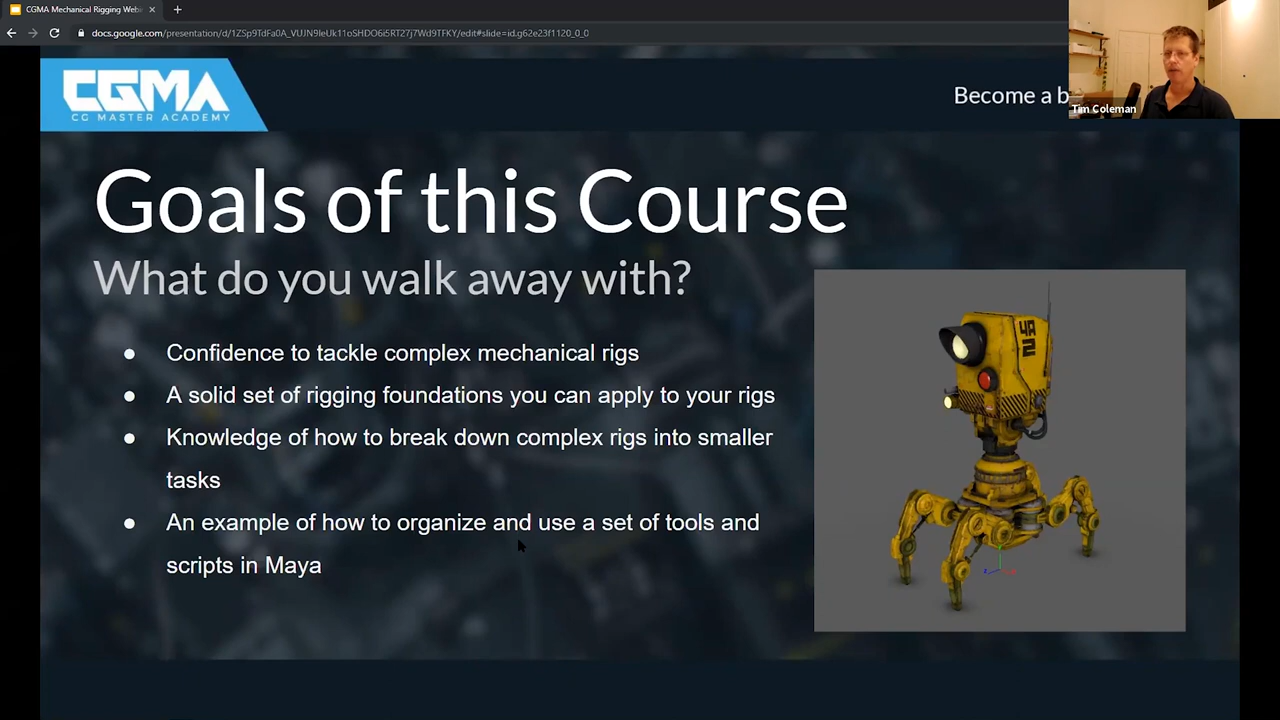 CGMA Mechanical Rigging Webi
docs.google.com/presentation/d/1ZSp9TdFa0A_VUJN9leUk11oSHDO6i5RT27j7Wd9TFKY/edit#slide=id.g62e23f1120_0_0
CGMA
CG MASTER ACADEMY
Become a b
Tim Coleman
Goals of this Course
What do you walk away with?
● Confidence to tackle complex mechanical rigs
● A solid set of rigging foundations you can apply to your rigs
● Knowledge of how to break down complex rigs into smaller
tasks
● An example of how to organize and use a set of tools and
scripts in Maya
4A
2